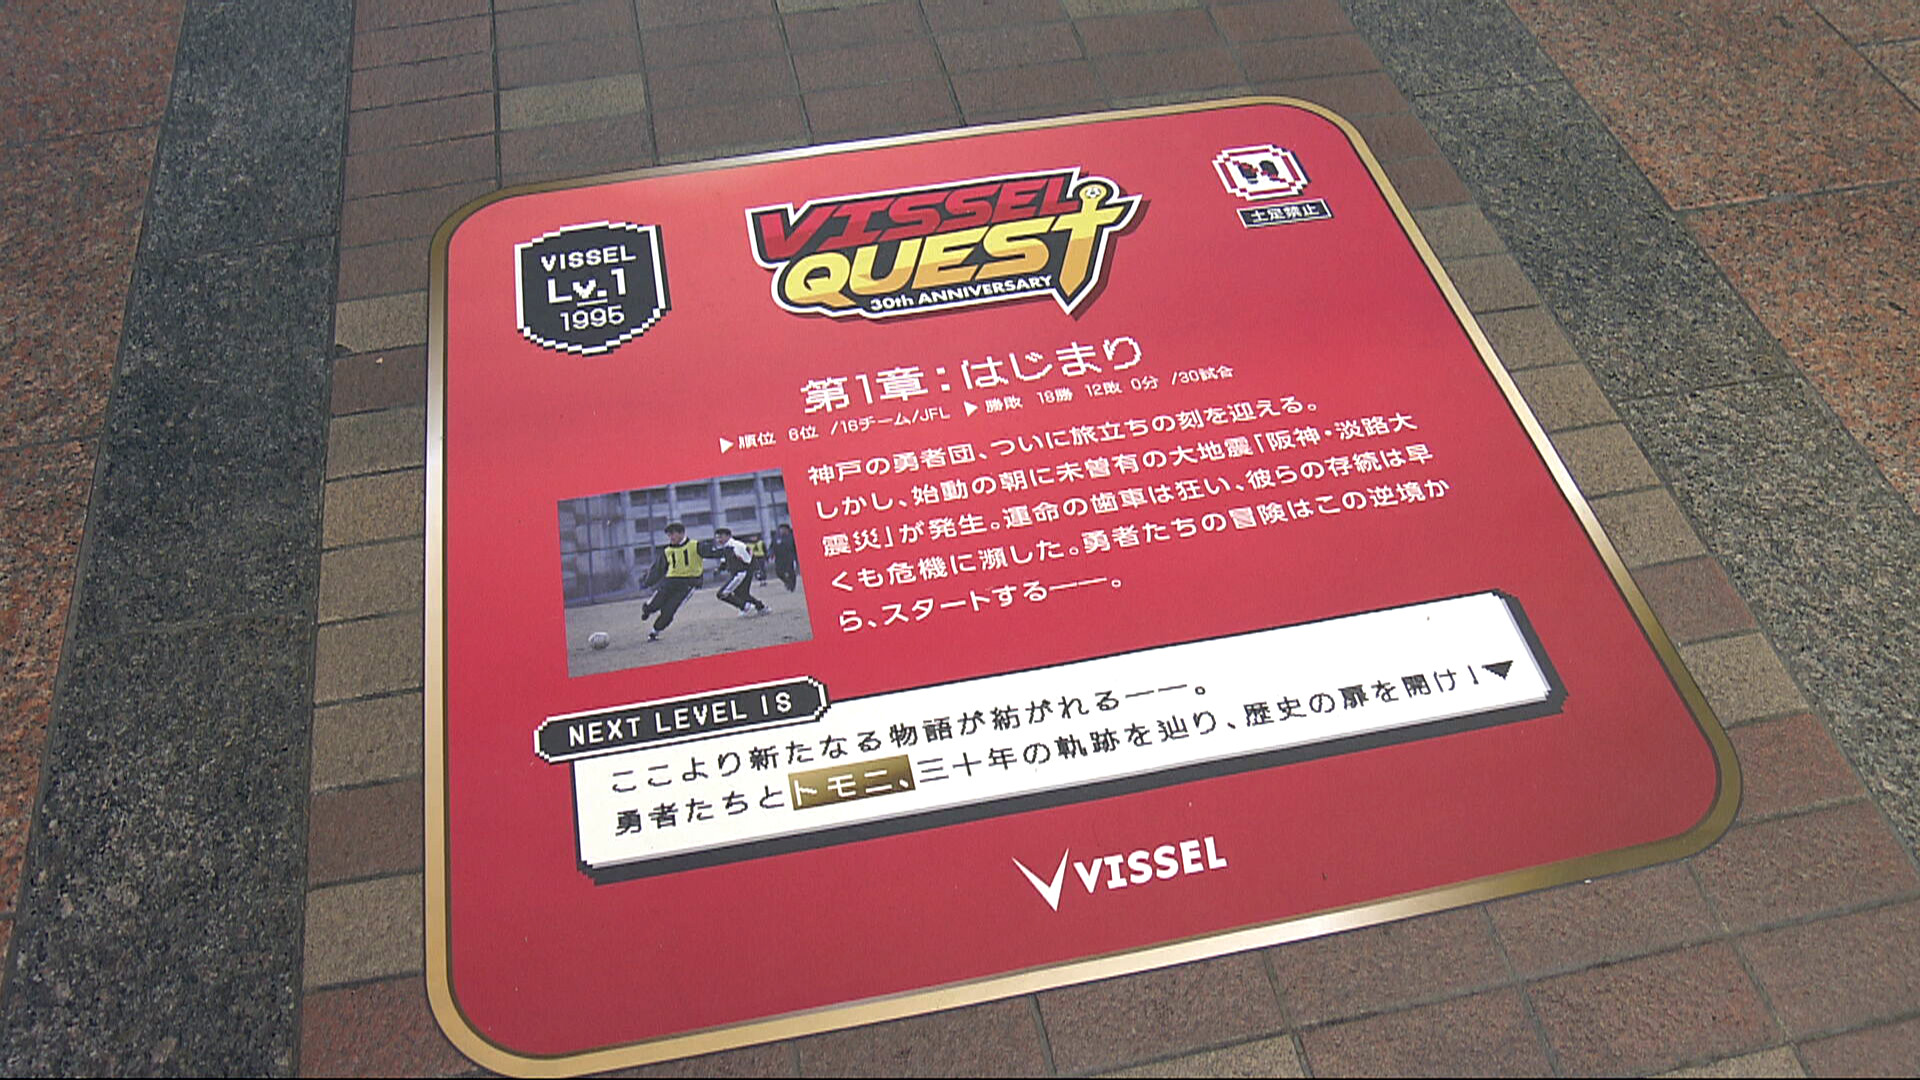 VISSEL
Lv.1
1995
VISSEL
QUEST
30th ANNIVERSARY
土足禁止
第1章：はじまり
▶順位 6位 /16チーム/JFL ▶勝敗 18勝 12敗 0分 /30試合
神戸の勇者団、ついに旅立ちの刻を迎える。
しかし、始動の朝に未曾有の大地震「阪神・淡路大
震災」が発生。運命の歯車は狂い、彼らの存続は早
くも危機に瀕した。勇者たちの冒険はこの逆境か
ら、スタートする――。
11
NEXT LEVEL IS
ここより新たなる物語が紡がれる――。
勇者たちとトモニ、三十年の軌跡を辿り、歴史の扉を開け！▼
VISSEL